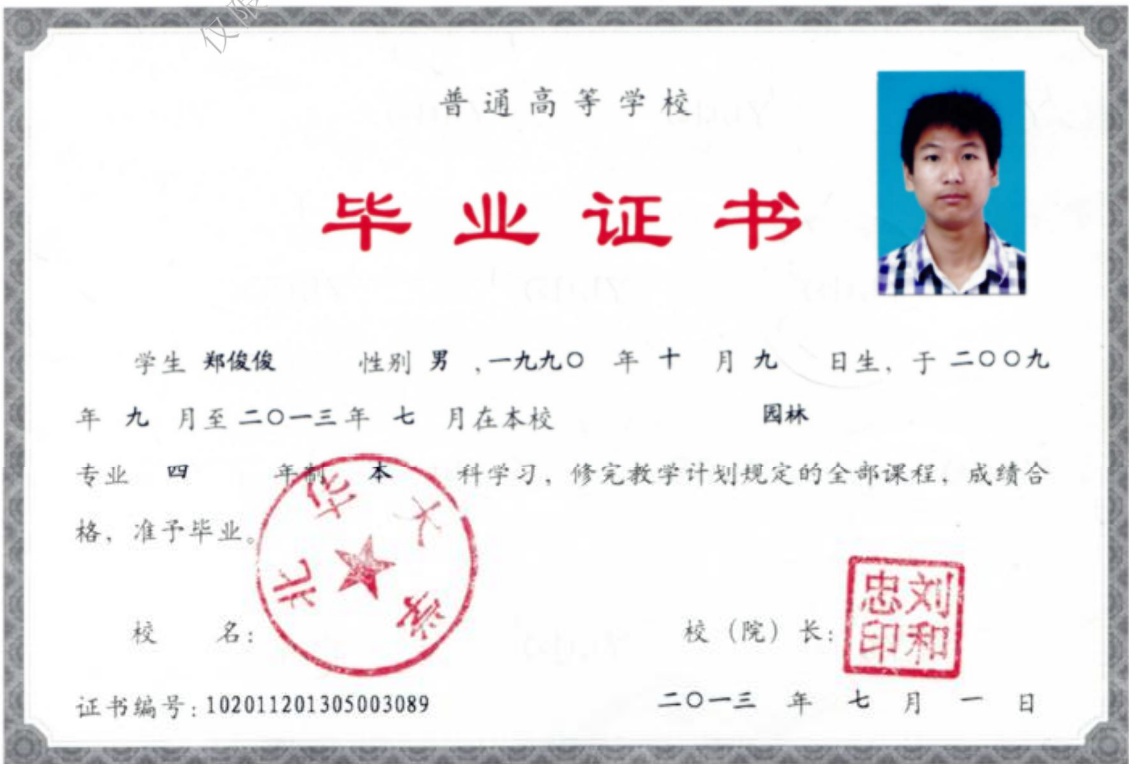 仅限
普通高等学校
毕业证书
学生 郑俊俊 性别 男 ,一九九〇 年 十 月 九 日生, 于 二〇〇九
年 九 月至 二〇一三 年 七 月在本校 园林
专业 四 年制 本 科学习, 修完教学计划规定的全部课程, 成绩合
格, 准予毕业。
北华大学
校 名:
校 (院) 长:
刘和忠印
证书编号: 102011201305003089
二〇一三 年 七 月 一 日